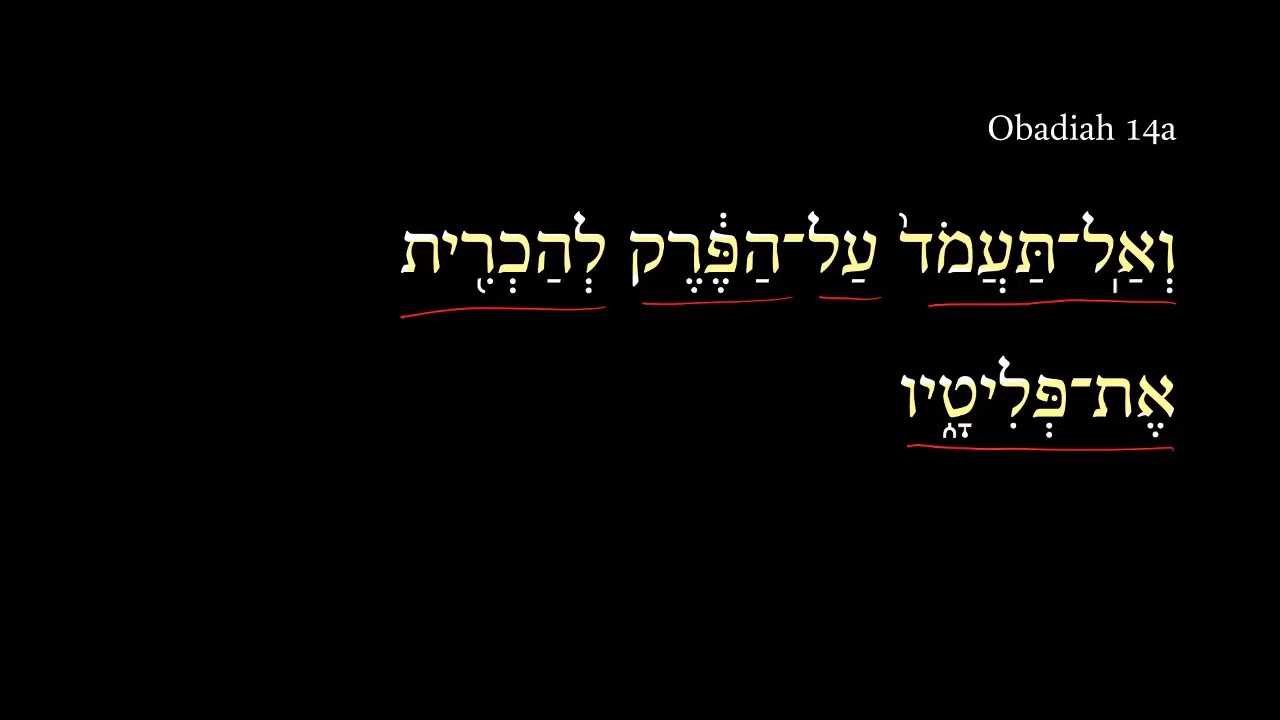 Obadiah 14a
וְאַֽל־תַּעֲמֹד֙ עַל־הַפֶּ֔רֶק לְהַכְרִ֖ית
אֶת־פְּלִיטָ֑יו